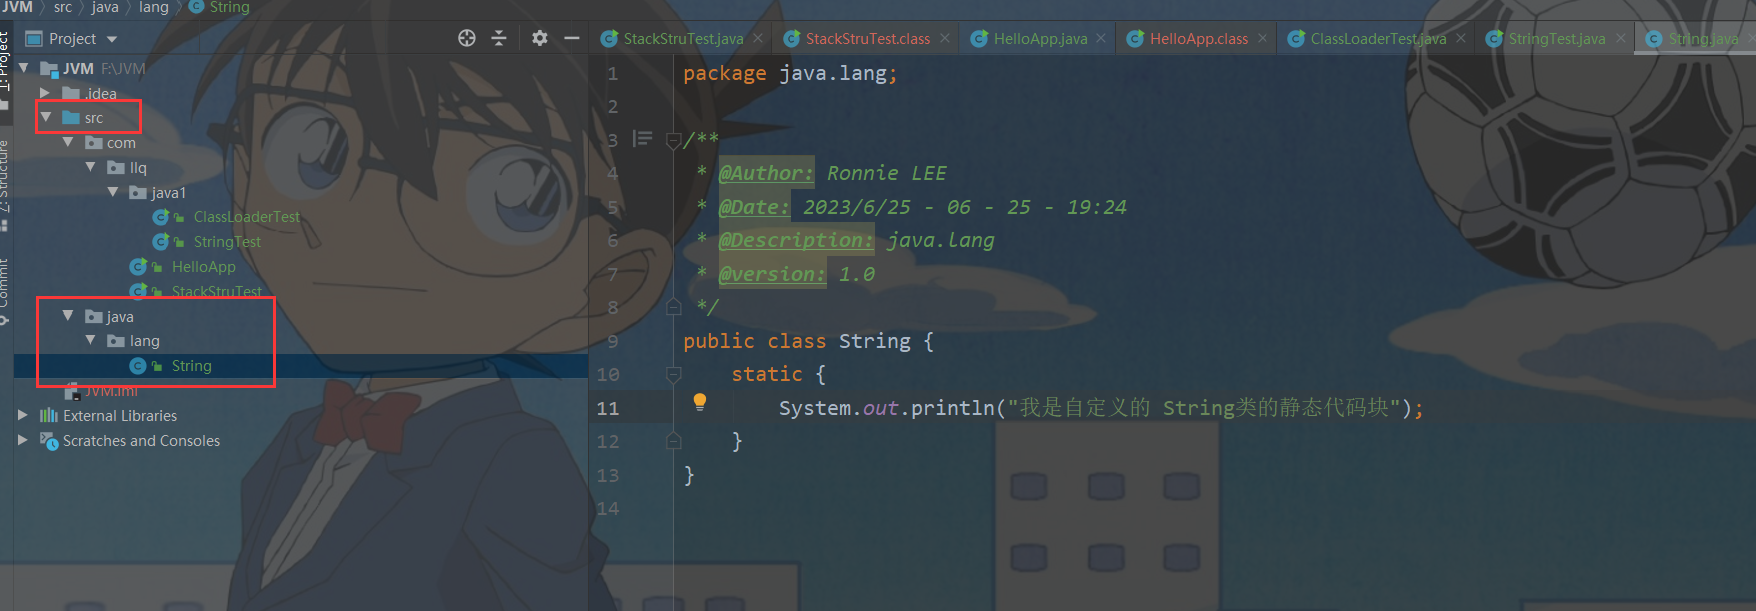 JVM src java lang String
Project
StackStruTest.java StackStruTest.class HelloApp.java HelloApp.class ClassLoaderTest.java StringTest.java String.java
1: Project
7: Structure
Commit
JVM F:\JVM
.idea
src
com
llq
java1
ClassLoaderTest
StringTest
HelloApp
StackStruTest
java
lang
String
JVM.iml
External Libraries
Scratches and Consoles
1 package java.lang;
2
3 /**
4 * @Author: Ronnie LEE
5 * @Date: 2023/6/25 - 06 - 25 - 19:24
6 * @Description: java.lang
7 * @version: 1.0
8 */
9 public class String {
10 static {
11 System.out.println("我是自定义的 String类的静态代码块");
12 }
13 }
14